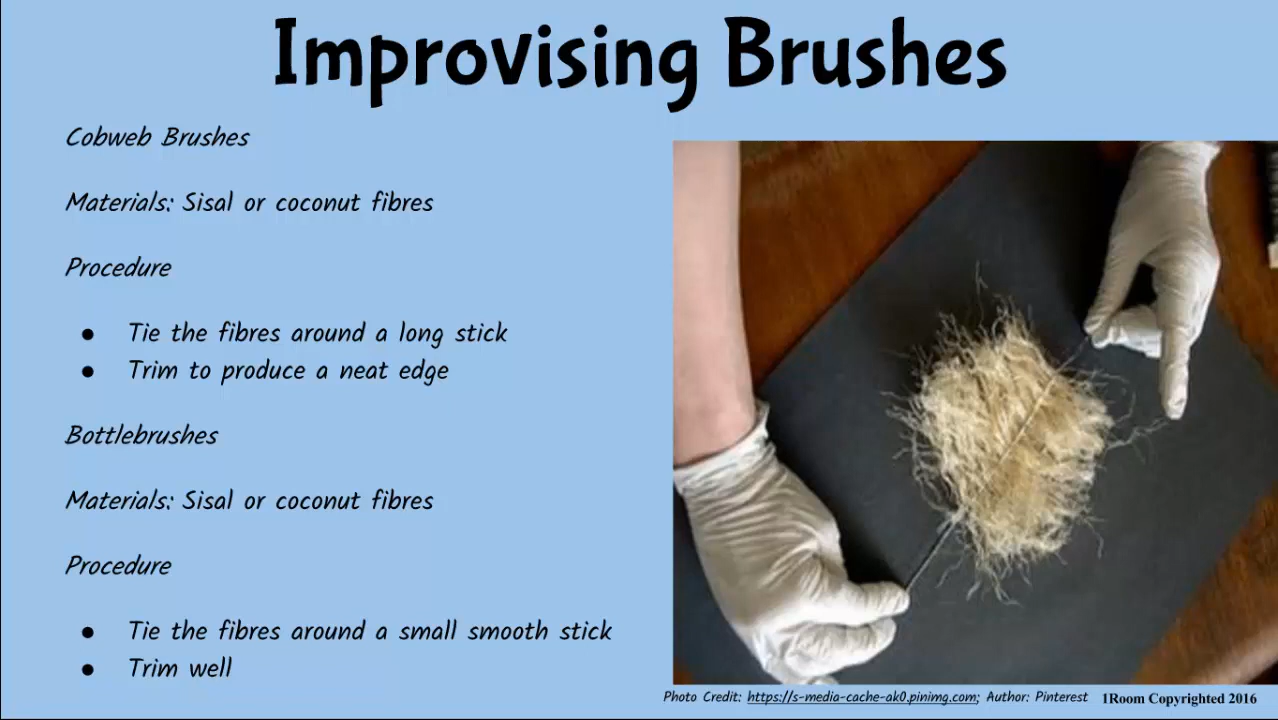 Improvising Brushes
Cobweb Brushes
Materials: Sisal or coconut fibres
Procedure
● Tie the fibres around a long stick
● Trim to produce a neat edge
Bottlebrushes
Materials: Sisal or coconut fibres
Procedure
● Tie the fibres around a small smooth stick
● Trim well
Photo Credit: https://s-media-cache-ak0.pinimg.com; Author: Pinterest 1Room Copyrighted 2016